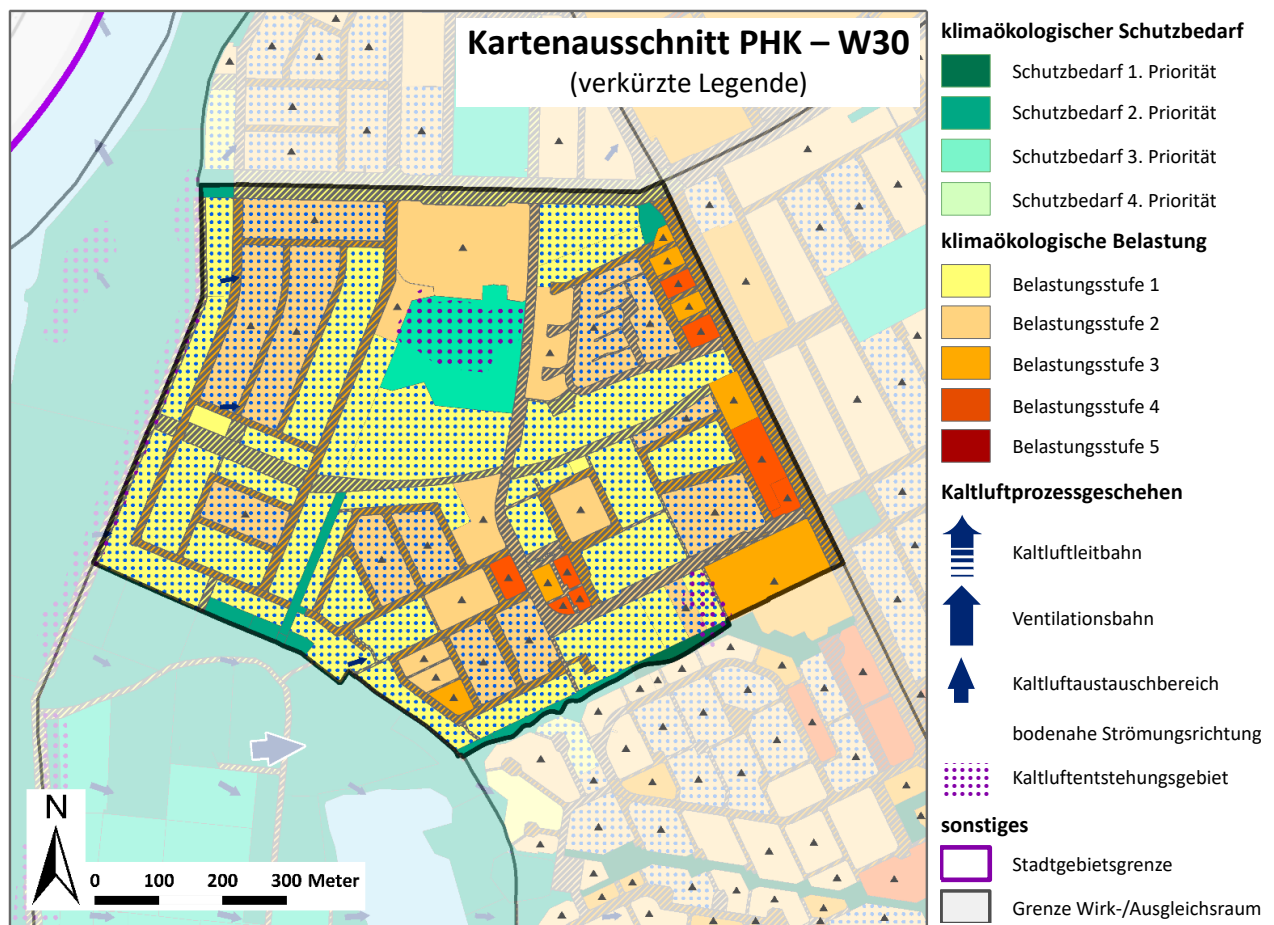 Kartenausschnitt PHK – W30
(verkürzte Legende)
klimaökologischer Schutzbedarf
Schutzbedarf 1. Priorität
Schutzbedarf 2. Priorität
Schutzbedarf 3. Priorität
Schutzbedarf 4. Priorität
klimaökologische Belastung
Belastungsstufe 1
Belastungsstufe 2
Belastungsstufe 3
Belastungsstufe 4
Belastungsstufe 5
Kaltluftprozessgeschehen
Kaltluftleitbahn
Ventilationsbahn
Kaltluftaustauschbereich
bodenahe Strömungsrichtung
Kaltluftentstehungsgebiet
sonstiges
Stadtgebietsgrenze
Grenze Wirk-/Ausgleichsraum
N
0 100 200 300 Meter